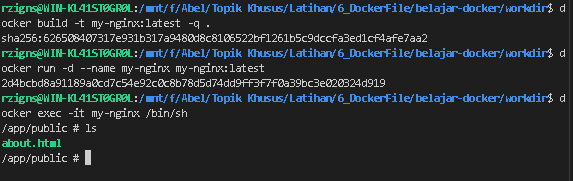 rzigns@WIN-KL41ST0GR0L:/mnt/f/Abel/Topik Khusus/Latihan/6_DockerFile/belajar-docker/workdir$ d
ocker build -t my-nginx:latest -q .
sha256:626508407317e931b317a9480d8c8106522bf1261b5c9dccfa3ed1cf4afe7aa2
rzigns@WIN-KL41ST0GR0L:/mnt/f/Abel/Topik Khusus/Latihan/6_DockerFile/belajar-docker/workdir$ d
ocker run -d --name my-nginx my-nginx:latest
2d4bcbd8a91189a0cd7c54e92c0c8b78d5d74dd9ff3f7f0a39bc3e020324d919
rzigns@WIN-KL41ST0GR0L:/mnt/f/Abel/Topik Khusus/Latihan/6_DockerFile/belajar-docker/workdir$ d
ocker exec -it my-nginx /bin/sh
/app/public # ls
about.html
/app/public #